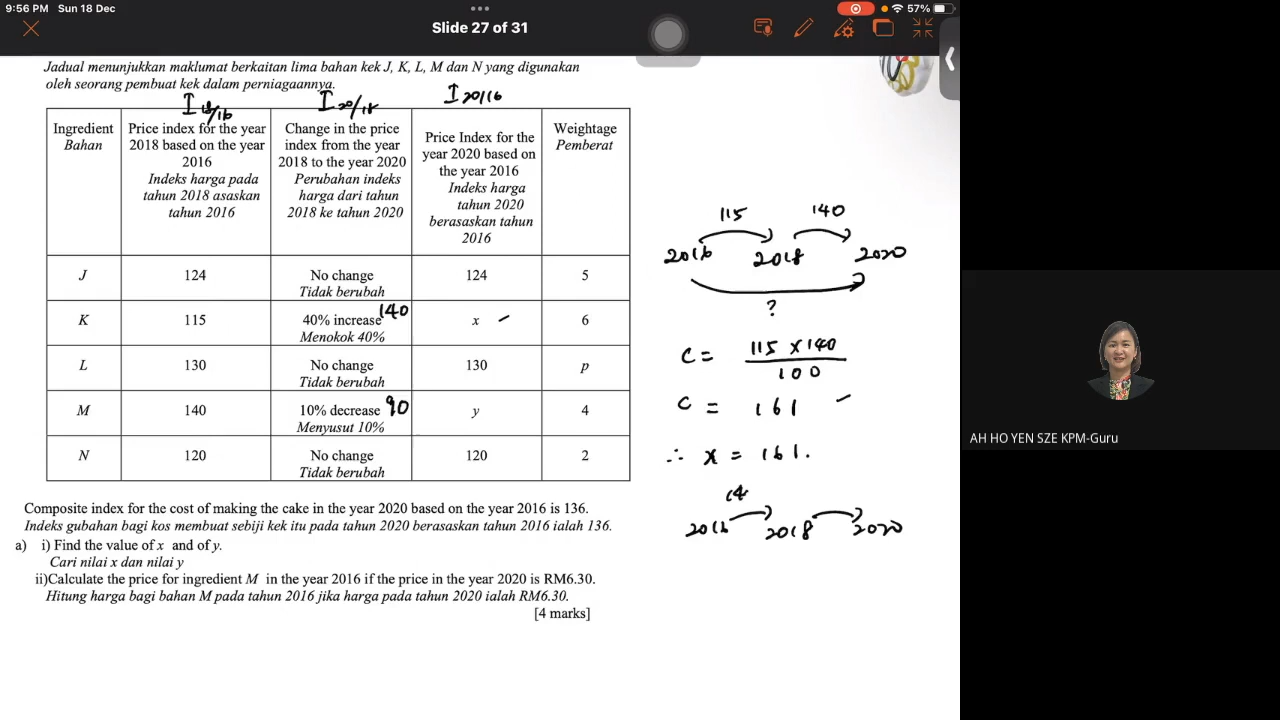 9:56 PM Sun 18 Dec
57%
Slide 27 of 31
Jadual menunjukkan maklumat berkaitan lima bahan kek J, K, L, M dan N yang digunakan
oleh seorang pembuat kek dalam perniagaannya.
I 18/16 I 20/18 I 20/16
Ingredient
Bahan
Price index for the year
2018 based on the year
2016
Indeks harga pada
tahun 2018 asaskan
tahun 2016
Change in the price
index from the year
2018 to the year 2020
Perubahan indeks
harga dari tahun
2018 ke tahun 2020
Price Index for the
year 2020 based on
the year 2016
Indeks harga
tahun 2020
berasaskan tahun
2016
Weightage
Pemberat
J 124 No change 124 5
Tidak berubah
K 115 40% increase 140 x 6
Menokok 40%
L 130 No change 130 p
Tidak berubah
M 140 10% decrease 90 y 4
Menyusut 10%
N 120 No change 120 2
Tidak berubah
Composite index for the cost of making the cake in the year 2020 based on the year 2016 is 136.
Indeks gubahan bagi kos membuat sebiji kek itu pada tahun 2020 berasaskan tahun 2016 ialah 136.
a) i) Find the value of x and of y.
Cari nilai x dan nilai y
ii)Calculate the price for ingredient M in the year 2016 if the price in the year 2020 is RM6.30.
Hitung harga bagi bahan M pada tahun 2016 jika harga pada tahun 2020 ialah RM6.30.
[4 marks]
115 140
2016 2018 2020
?
C = 115 x 140
100
C = 161
∴ x = 161.
14
2016 2018 2020
AH HO YEN SZE KPM-Guru